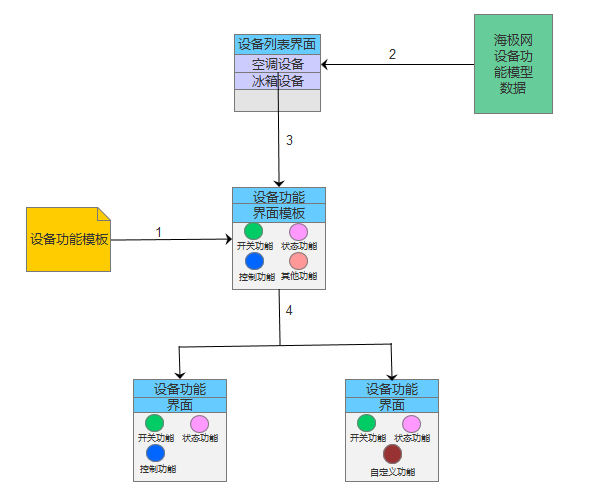 设备列表界面
空调设备
冰箱设备
2
海极网
设备功
能模型
数据
3
设备功能模板
1
设备功能
界面模板
开关功能
状态功能
控制功能
其他功能
4
设备功能
界面
开关功能
状态功能
控制功能
设备功能
界面
开关功能
状态功能
自定义功能